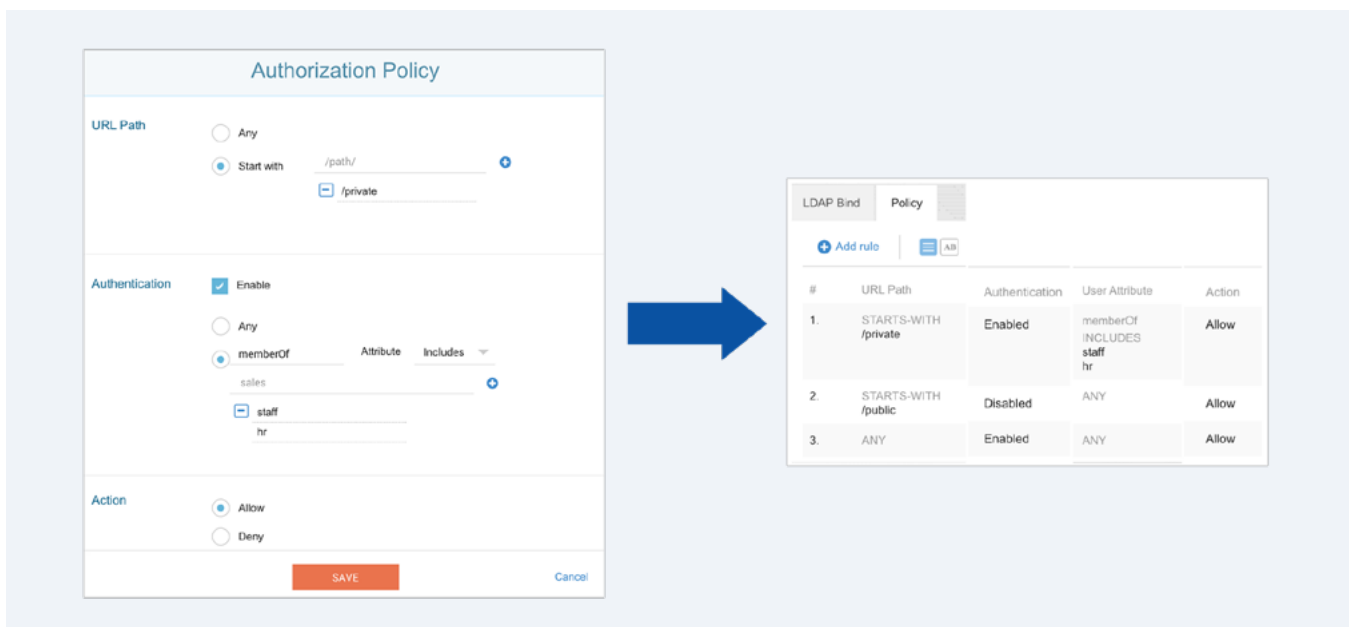 Authorization Policy
URL Path
Any
Start with /path/
/private
Authentication
Enable
Any
memberOf Attribute Includes
sales
staff
hr
Action
Allow
Deny
SAVE Cancel
LDAP Bind Policy
Add rulo AB
# URL Path Authentication User Attribute Action
1. STARTS-WITH Enabled memberOf Allow
/private INCLUDES
staff
hr
2. STARTS-WITH Disabled ANY Allow
/public
3. ANY Enabled ANY Allow